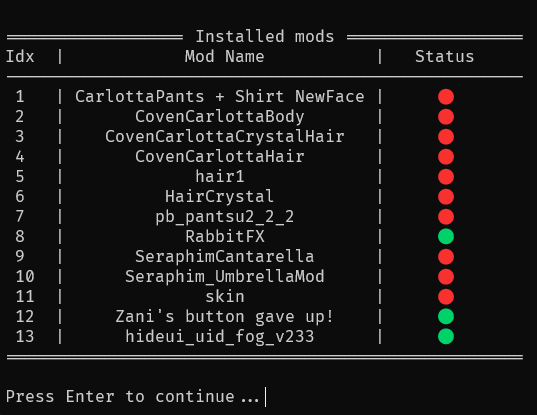 Installed mods
Idx | Mod Name | Status
1 | CarlottaPants + Shirt NewFace | 🔴
2 | CovenCarlottaBody | 🔴
3 | CovenCarlottaCrystalHair | 🔴
4 | CovenCarlottaHair | 🔴
5 | hair1 | 🔴
6 | HairCrystal | 🔴
7 | pb_pantsu2_2_2 | 🔴
8 | RabbitFX | 🟢
9 | SeraphimCantarella | 🔴
10 | Seraphim_UmbrellaMod | 🔴
11 | skin | 🔴
12 | Zani's button gave up! | 🟢
13 | hideui_uid_fog_v233 | 🟢
Press Enter to continue...